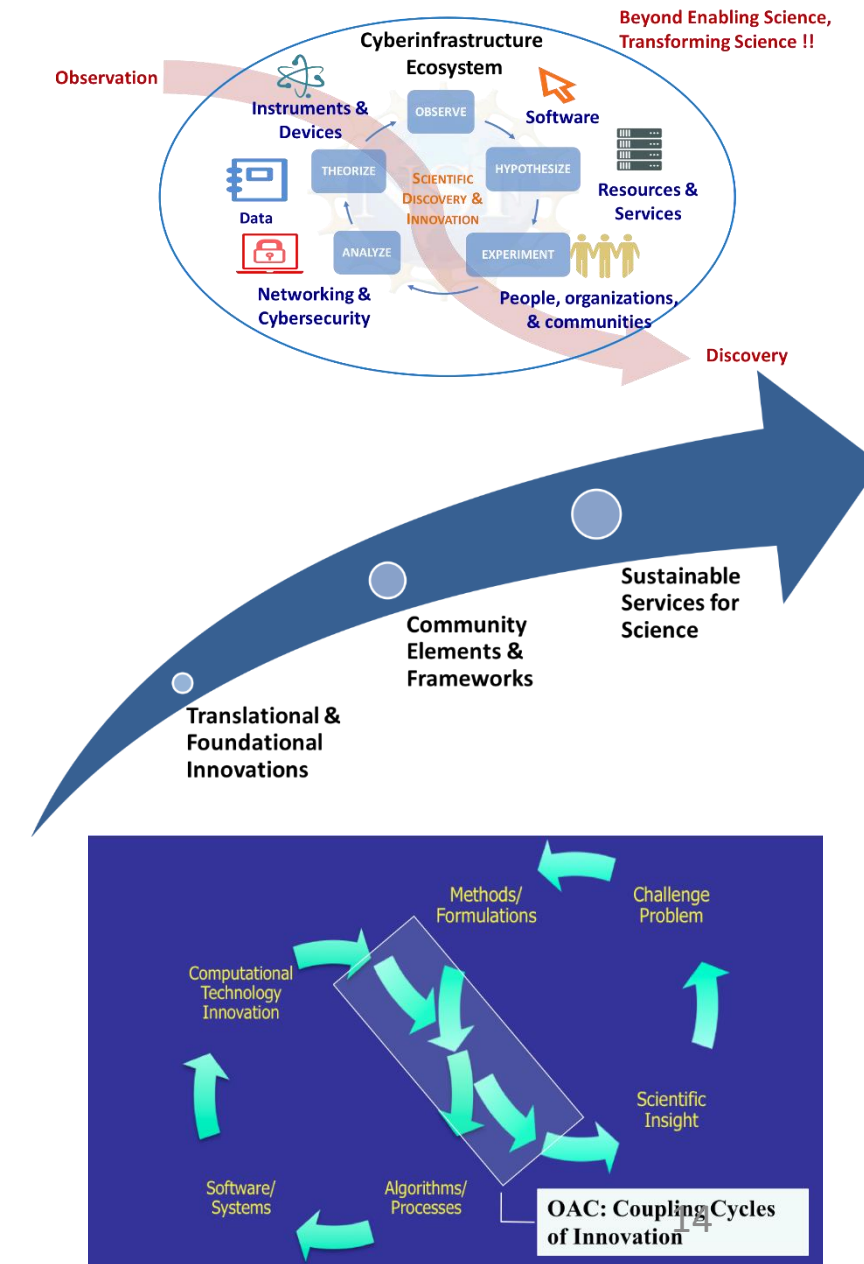 Beyond Enabling Science,
Transforming Science !!
Cyberinfrastructure
Ecosystem
Observation
Instruments &
Devices
OBSERVE
Software
THEORIZE
HYPOTHESIZE
SCIENTIFIC
DISCOVERY &
INNOVATION
Resources &
Services
Data
ANALYZE
EXPERIMENT
Networking &
Cybersecurity
People, organizations,
& communities
Discovery
Sustainable
Services for
Science
Community
Elements &
Frameworks
Translational &
Foundational
Innovations
Methods/
Formulations
Challenge
Problem
Computational
Technology
Innovation
Scientific
Insight
Software/
Systems
Algorithms/
Processes
OAC: Coupling Cycles
of Innovation
14